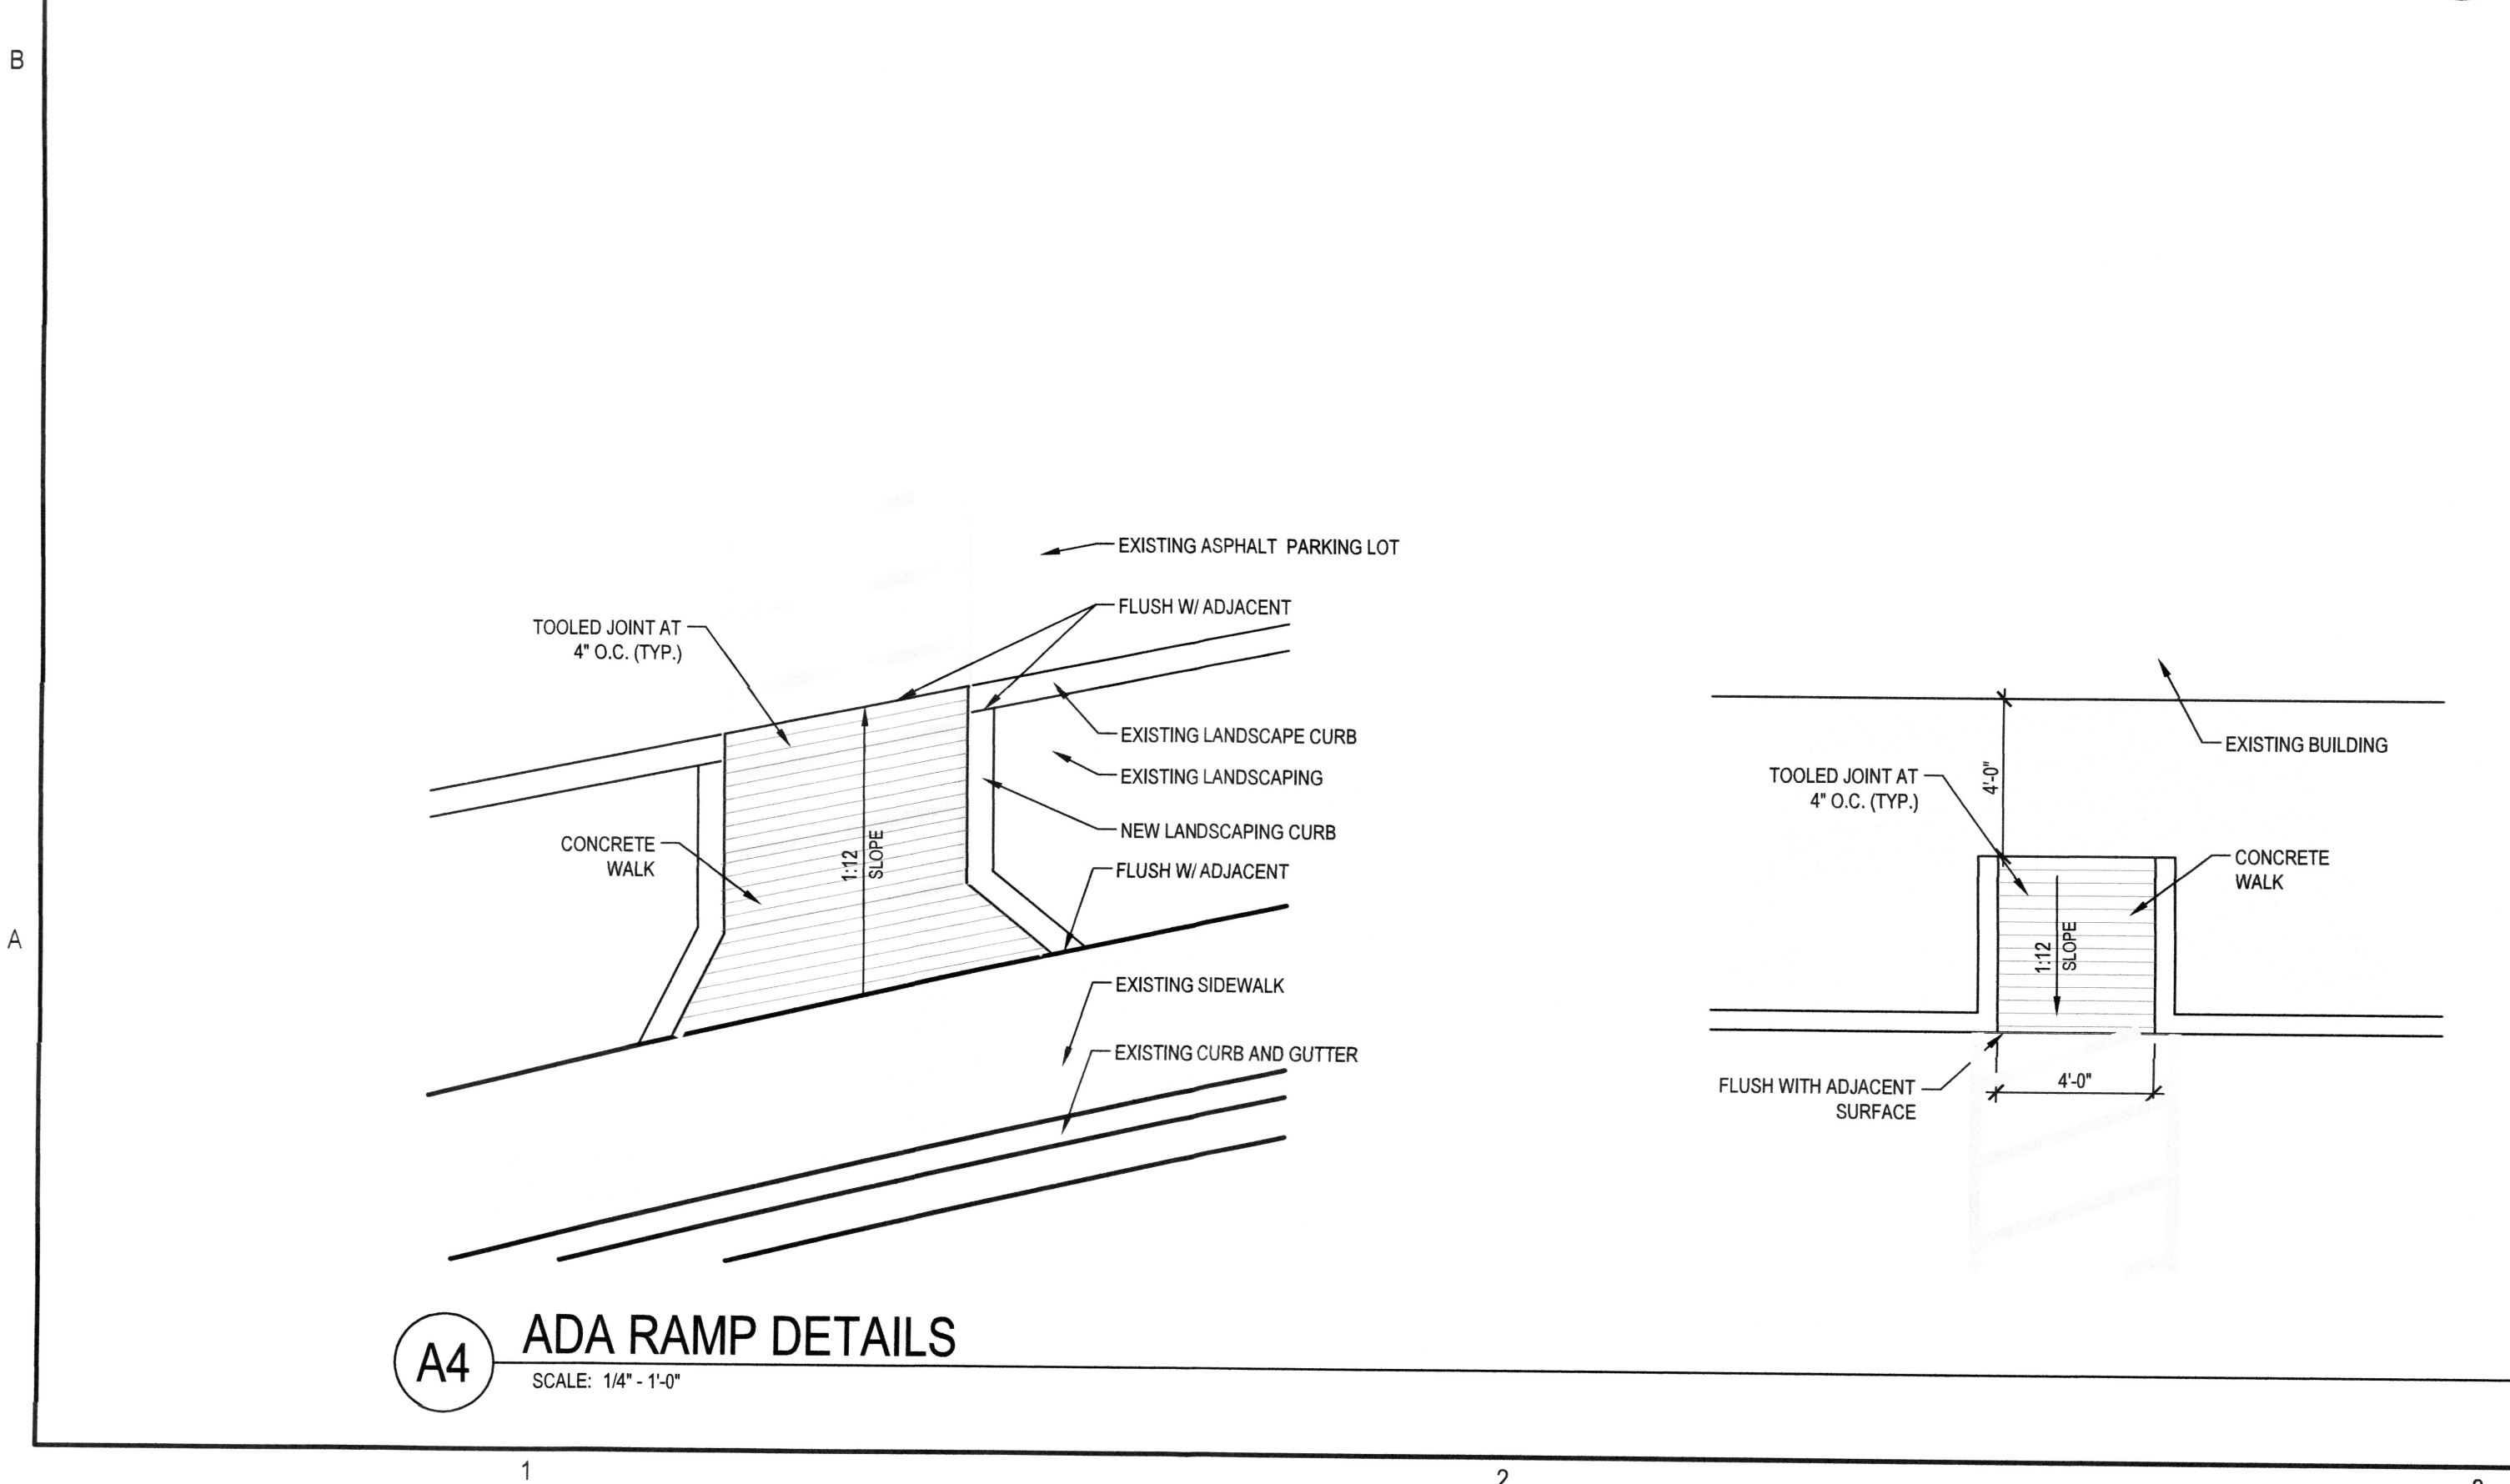 B
EXISTING ASPHALT PARKING LOT
FLUSH W/ ADJACENT
TOOLED JOINT AT
4" O.C. (TYP.)
EXISTING LANDSCAPE CURB
EXISTING LANDSCAPING
NEW LANDSCAPING CURB
CONCRETE
WALK
1:12
SLOPE
FLUSH W/ ADJACENT
EXISTING SIDEWALK
EXISTING CURB AND GUTTER
EXISTING BUILDING
4'-0"
TOOLED JOINT AT
4" O.C. (TYP.)
CONCRETE
WALK
1:12
SLOPE
4'-0"
FLUSH WITH ADJACENT
SURFACE
A
A4
ADA RAMP DETAILS
SCALE: 1/4" - 1'-0"
1
2